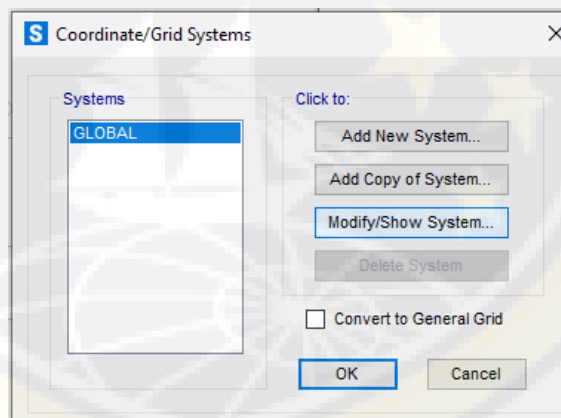 S Coordinate/Grid Systems
Systems
GLOBAL
Click to:
Add New System...
Add Copy of System...
Modify/Show System...
Delete System
Convert to General Grid
OK
Cancel